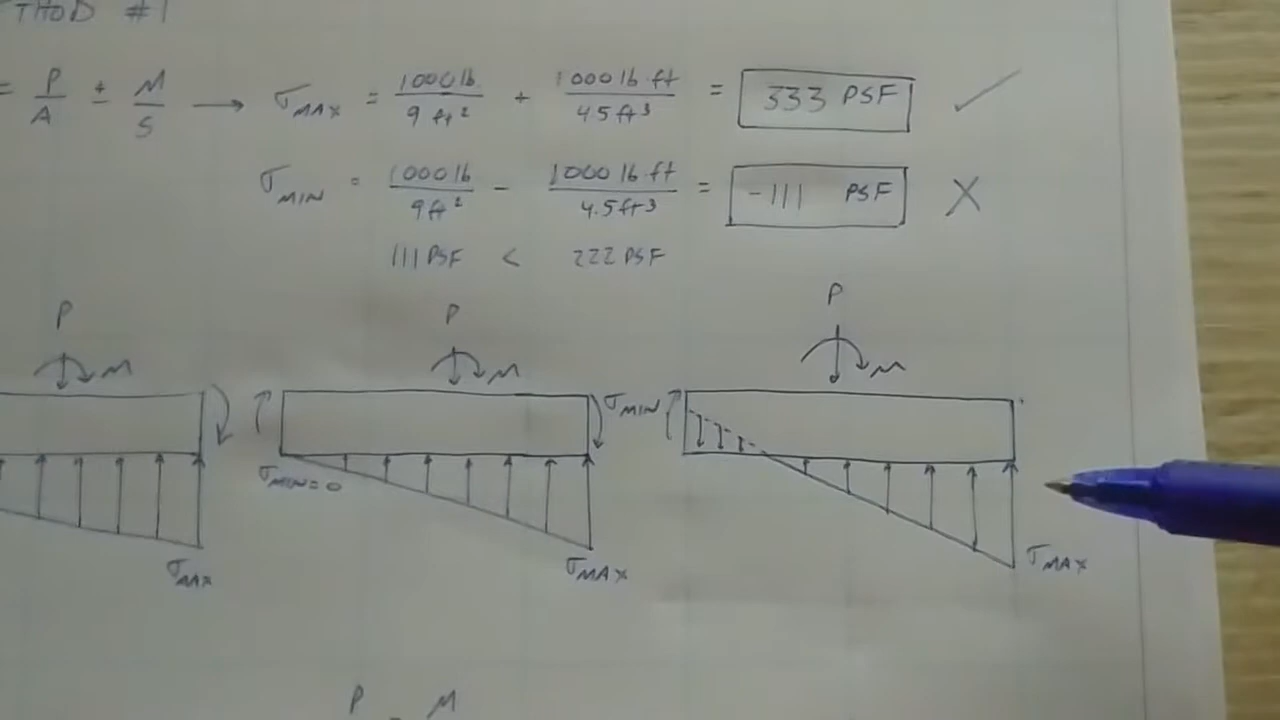 THOD #1
= P/A ± M/S → σMAX = 1000 lb/9 ft² + 1000 lb·ft/4.5 ft³ = 333 PSF ✓
σMIN = 1000 lb/9 ft² - 1000 lb·ft/4.5 ft³ = -111 PSF X
111 PSF < 222 PSF
P P P
M M M
σMIN
σMIN=0
σMAX σMAX σMAX
P - M